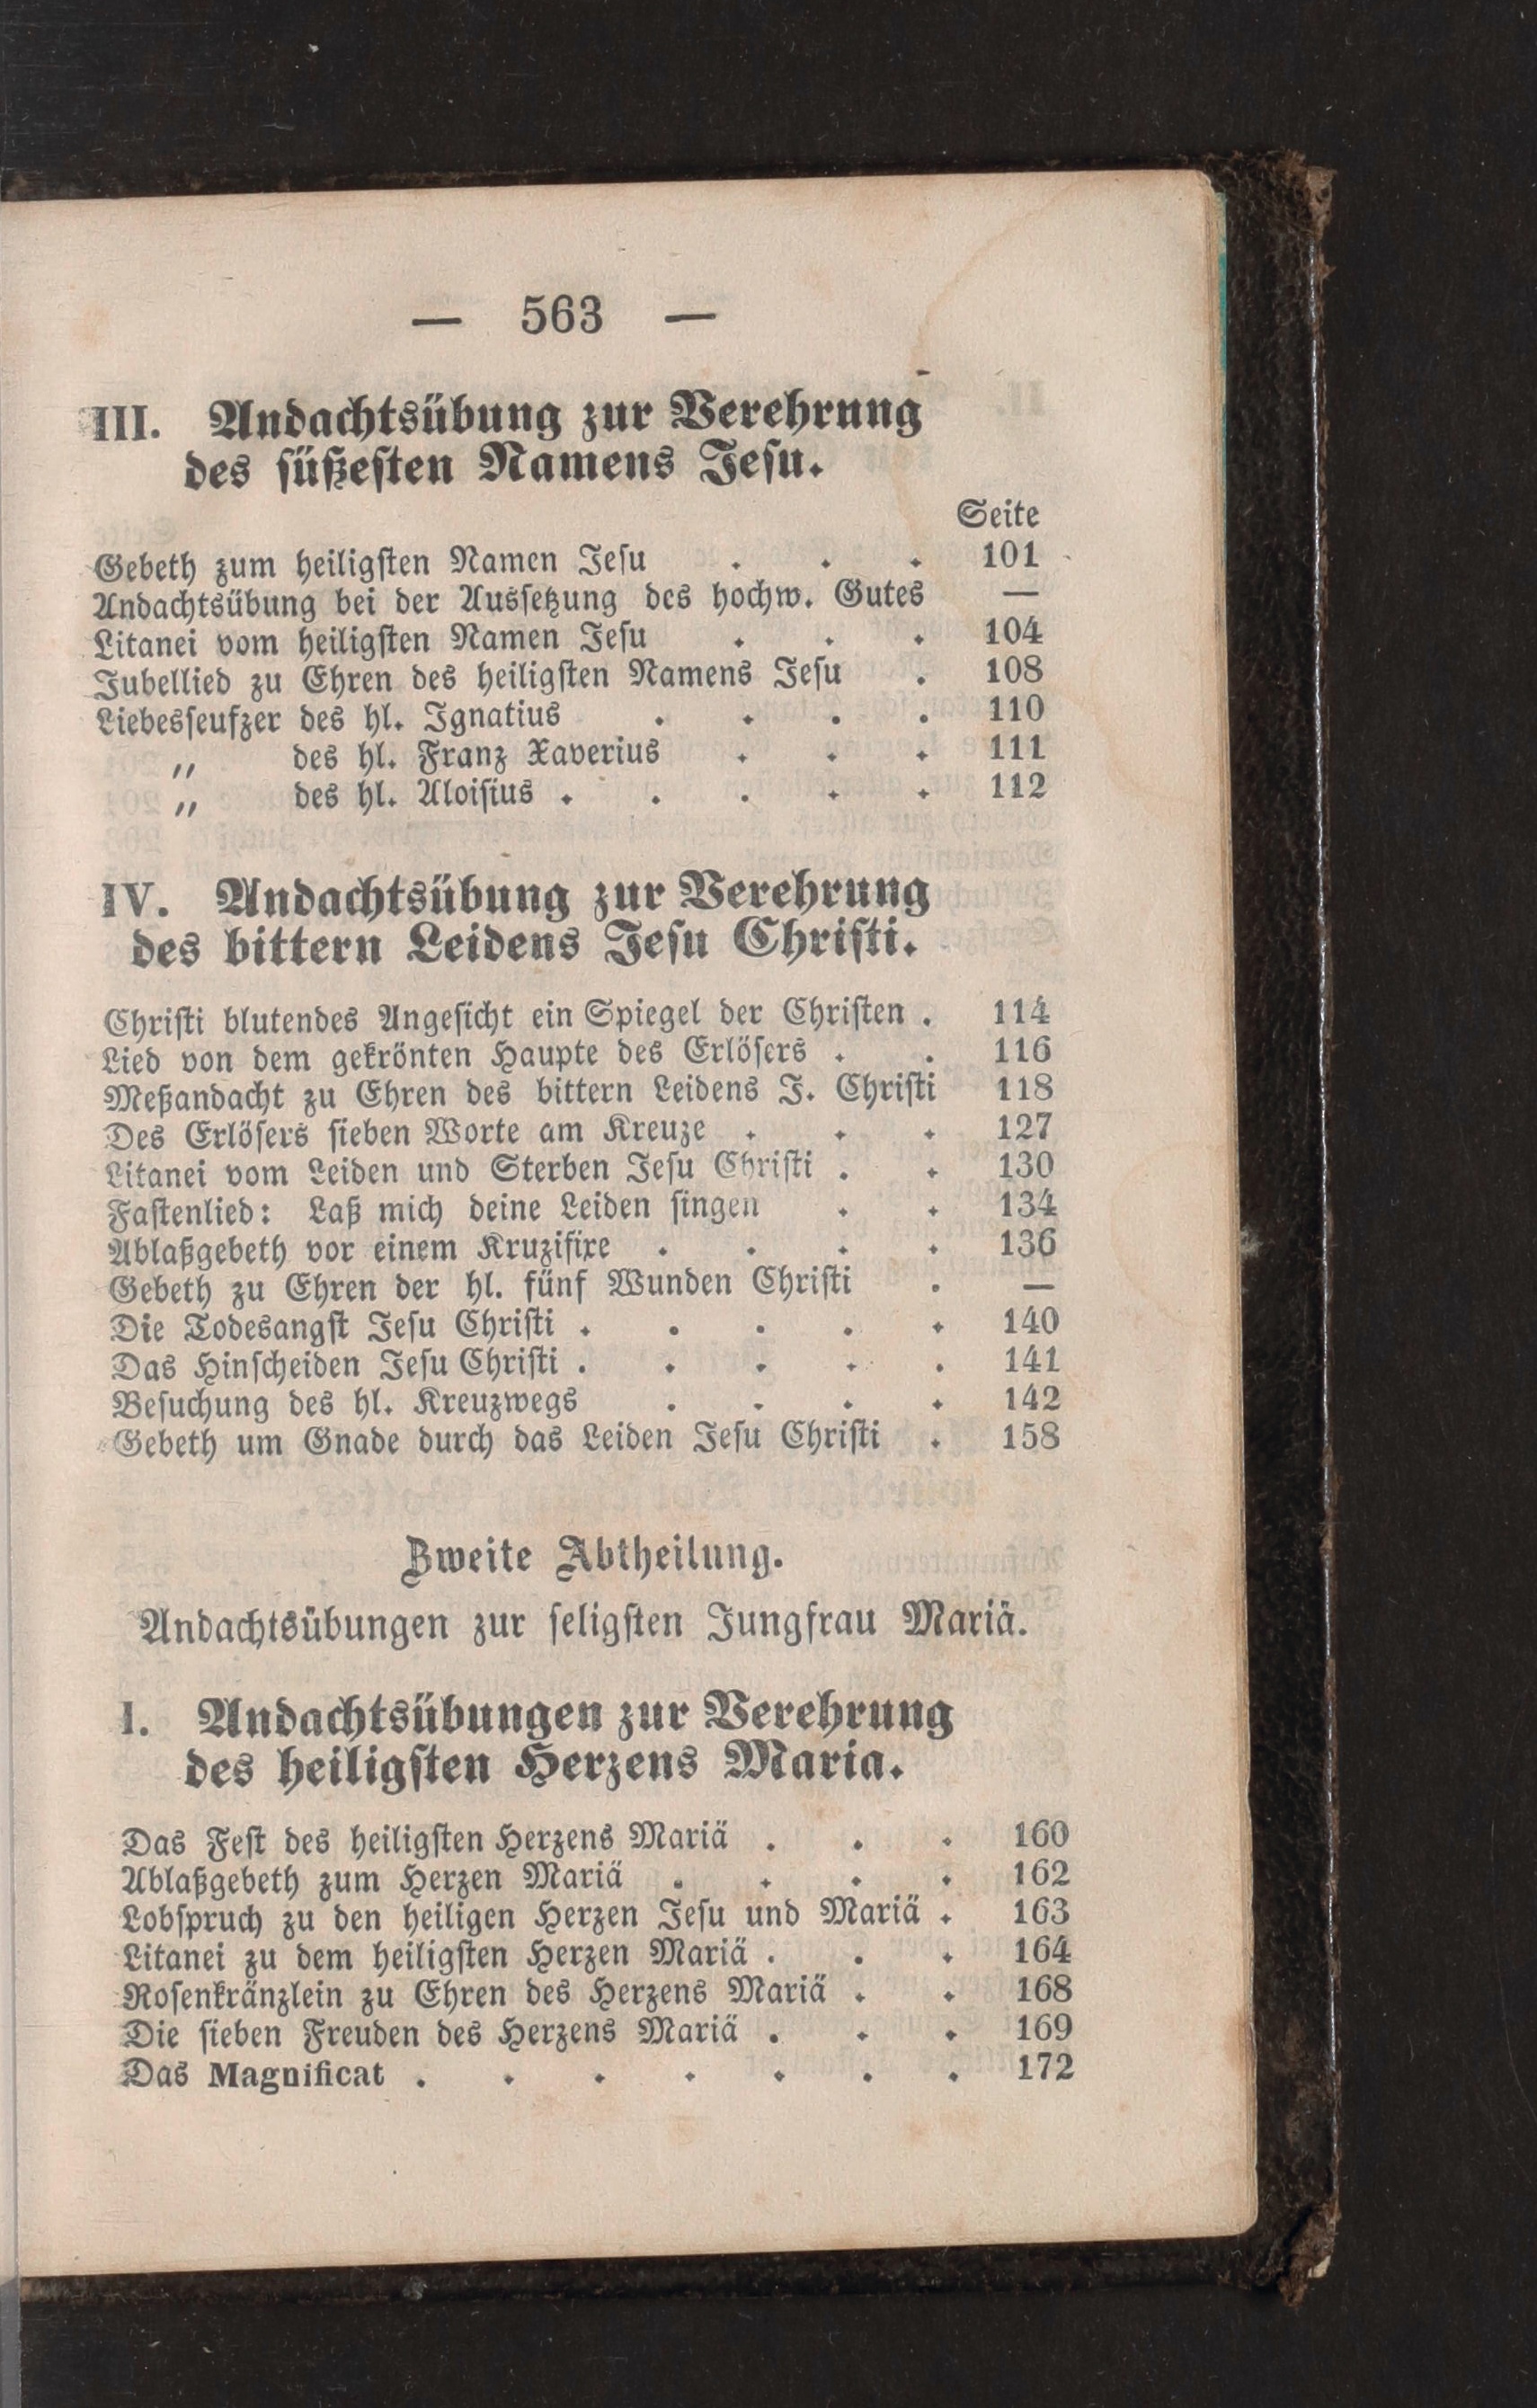 — 563 —
III. Andachtsübung zur Verehrung
des süßesten Namens Jesu.
Seite
Gebeth zum heiligsten Namen Jesu . . . 101
Andachtsübung bei der Aussetzung des hochw. Gutes —
Litanei vom heiligsten Namen Jesu . . . 104
Jubellied zu Ehren des heiligsten Namens Jesu . 108
Liebesseufzer des hl. Ignatius . . . . 110
„ des hl. Franz Xaverius . . . 111
„ des hl. Aloisius . . . . . 112
IV. Andachtsübung zur Verehrung
des bittern Leidens Jesu Christi.
Christi blutendes Angesicht ein Spiegel der Christen . 114
Lied von dem gekrönten Haupte des Erlösers . . 116
Meßandacht zu Ehren des bittern Leidens J. Christi 118
Des Erlösers sieben Worte am Kreuze . . . 127
Litanei vom Leiden und Sterben Jesu Christi . . 130
Fastenlied: Laß mich deine Leiden singen . . 134
Ablaßgebeth vor einem Kruzifixe . . . . 136
Gebeth zu Ehren der hl. fünf Wunden Christi . —
Die Todesangst Jesu Christi . . . . . 140
Das Hinscheiden Jesu Christi . . . . . 141
Besuchung des hl. Kreuzwegs . . . . 142
Gebeth um Gnade durch das Leiden Jesu Christi . 158
Zweite Abtheilung.
Andachtsübungen zur seligsten Jungfrau Mariä.
I. Andachtsübungen zur Verehrung
des heiligsten Herzens Maria.
Das Fest des heiligsten Herzens Mariä . . . 160
Ablaßgebeth zum Herzen Mariä . . . . 162
Lobspruch zu den heiligen Herzen Jesu und Mariä . 163
Litanei zu dem heiligsten Herzen Mariä . . . 164
Rosenkränzlein zu Ehren des Herzens Mariä . . 168
Die sieben Freuden des Herzens Mariä . . . 169
Das Magnificat . . . . . . . 172